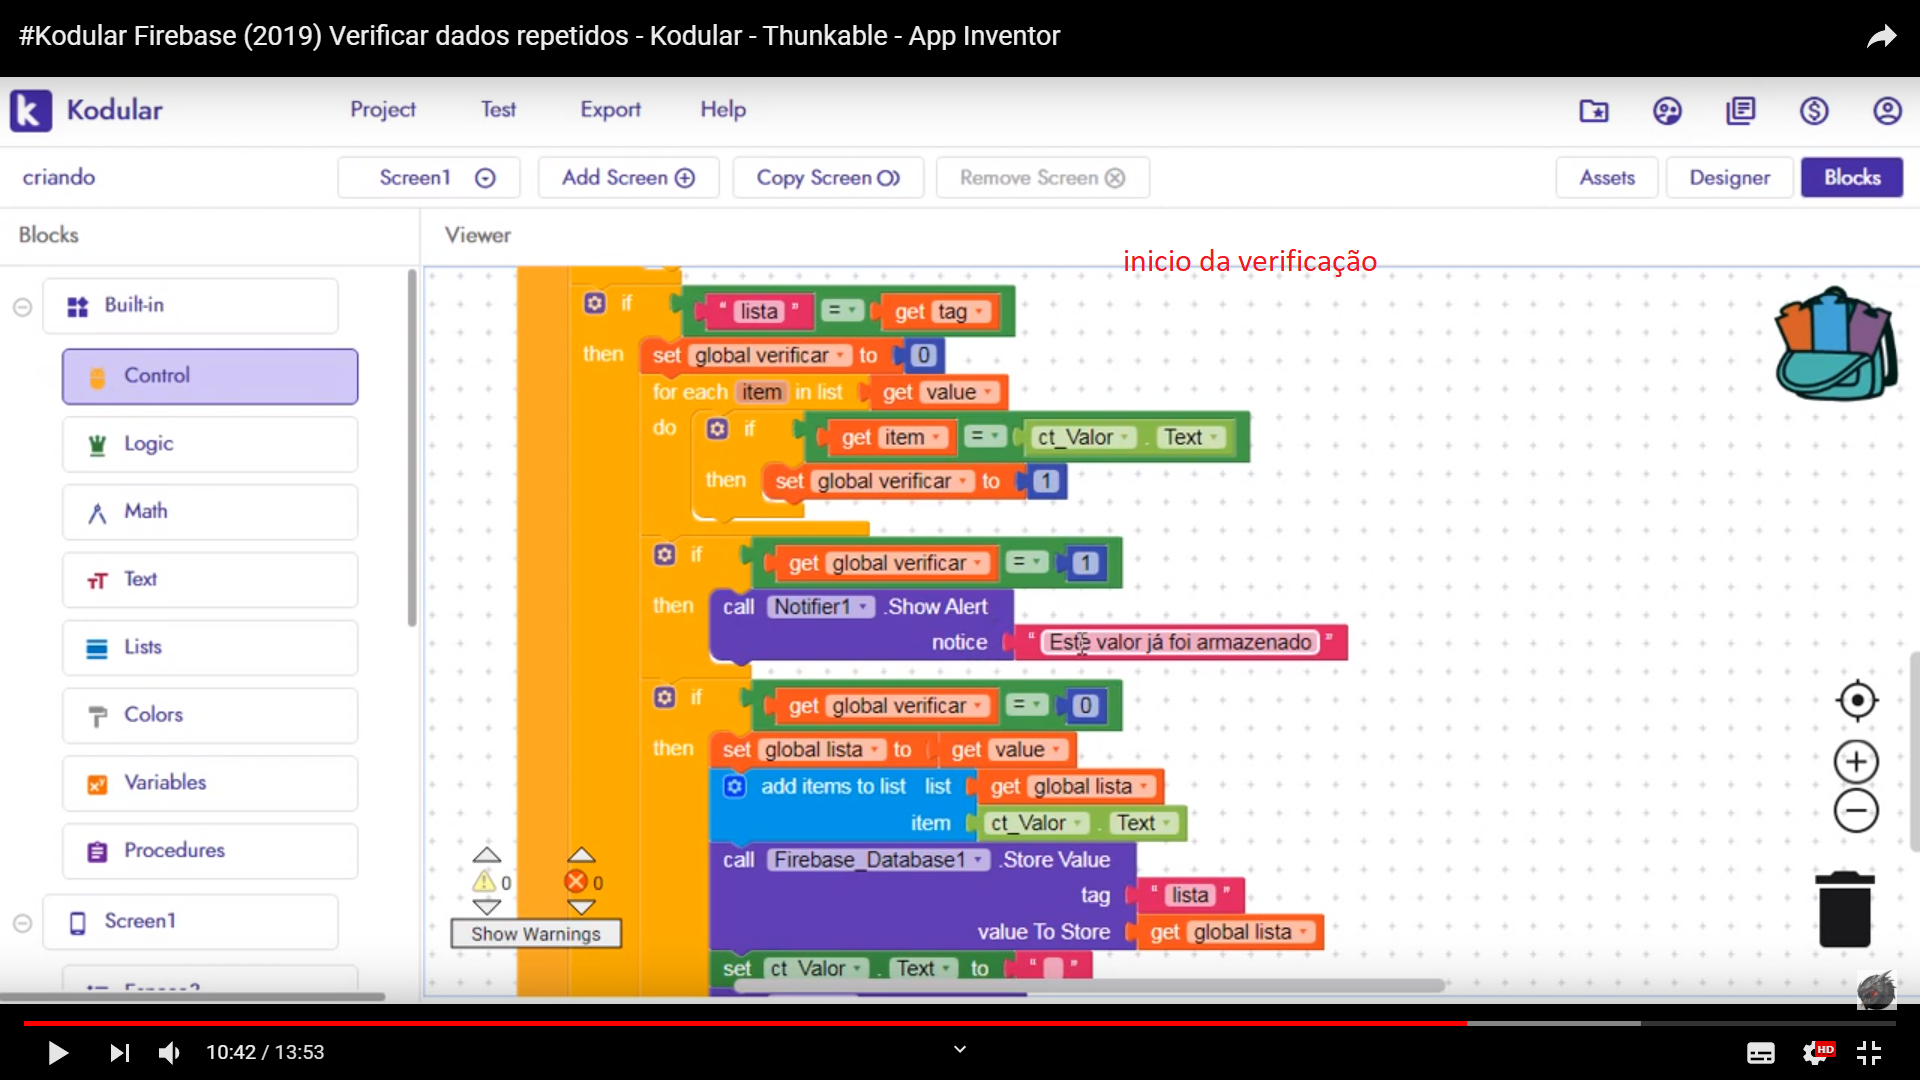 #Kodular Firebase (2019) Verificar dados repetidos - Kodular - Thunkable - App Inventor
k Kodular Project Test Export Help
criando Screen1 Add Screen Copy Screen Remove Screen Assets Designer Blocks
Blocks
Viewer
inicio da verificação
Built-in
Control
Logic
Math
Text
Lists
Colors
Variables
Procedures
Screen1
if " lista " = get tag
then set global verificar to 0
for each item in list get value
do if get item = ct_Valor . Text
then set global verificar to 1
if get global verificar = 1
then call Notifier1 .Show Alert
notice " Este valor já foi armazenado "
if get global verificar = 0
then set global lista to get value
add items to list list get global lista
item ct_Valor . Text
call Firebase_Database1 .Store Value
tag " lista "
value To Store get global lista
set ct_Valor . Text to " "
0 0
Show Warnings
10:42 / 13:53
HD